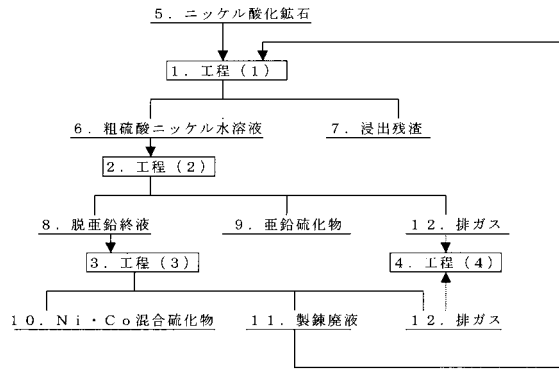 5．ニッケル酸化鉱石
1．工程（1）
6．粗硫酸ニッケル水溶液　7．浸出残渣
2．工程（2）
8．脱亜鉛終液　9．亜鉛硫化物　12．排ガス
3．工程（3）　4．工程（4）
10．Ni・Co混合硫化物　11．製錬廃液　12．排ガス